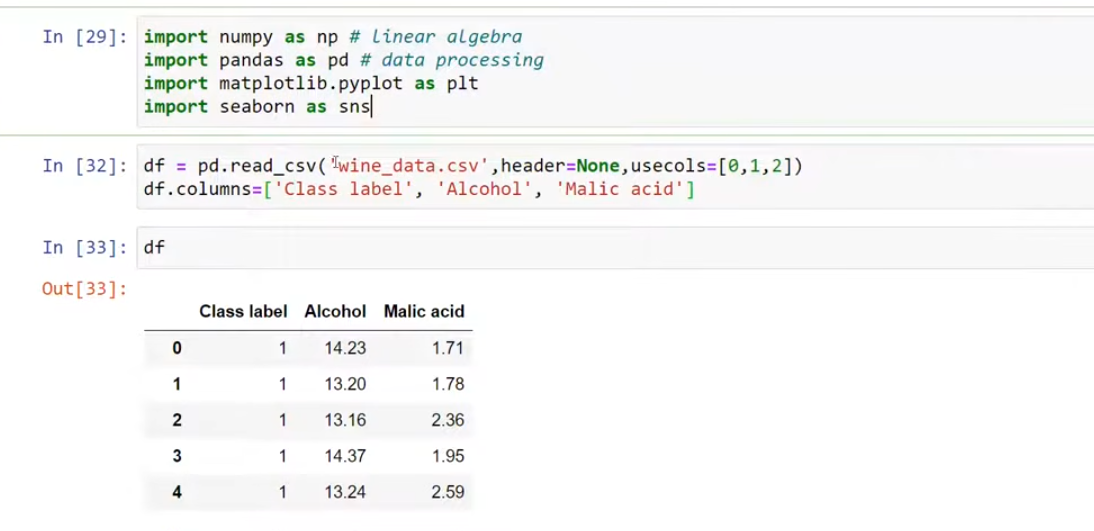 In [29]: import numpy as np # linear algebra
import pandas as pd # data processing
import matplotlib.pyplot as plt
import seaborn as sns
In [32]: df = pd.read_csv('wine_data.csv',header=None,usecols=[0,1,2])
df.columns=['Class label', 'Alcohol', 'Malic acid']
In [33]: df
Out[33]:
Class label Alcohol Malic acid
0 1 14.23 1.71
1 1 13.20 1.78
2 1 13.16 2.36
3 1 14.37 1.95
4 1 13.24 2.59